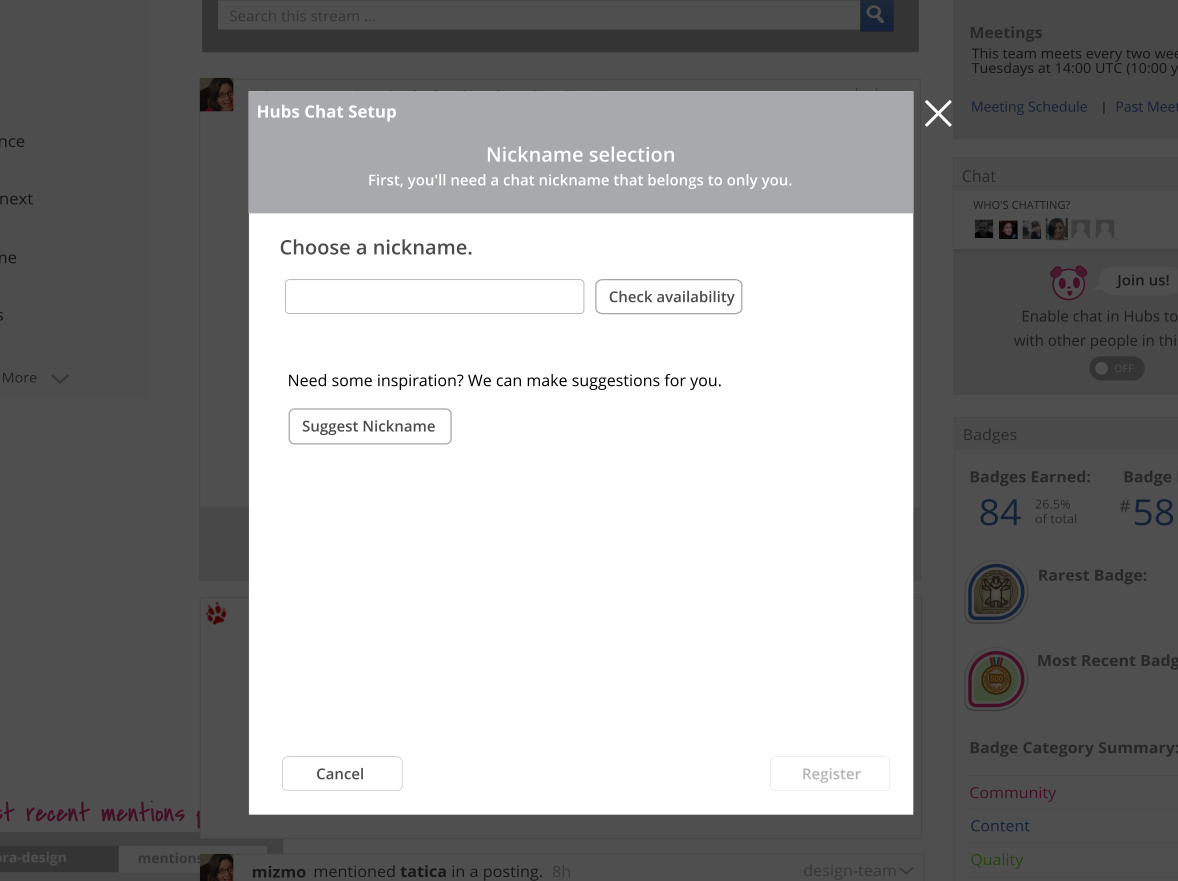 Search this stream ...
Meetings
This team meets every two
Tuesdays at 14:00 UTC (10:00
Meeting Schedule | Past
nce
next
me
s
More
Hubs Chat Setup
Nickname selection
First, you'll need a chat nickname that belongs to only you.
Choose a nickname.
Check availability
Need some inspiration? We can make suggestions for you.
Suggest Nickname
Cancel
Register
Chat
WHO'S CHATTING?
Join us!
Enable chat in Hubs to
with other people in
OFF
Badges
Badges Earned:
Badge
84
26.5%
of total
#58
Rarest Badge:
Most Recent
Badge Category Summary:
Community
Content
Quality
st recent mentions
ora-design
mentions
mizmo mentioned tatica in a posting. 8h
design-team